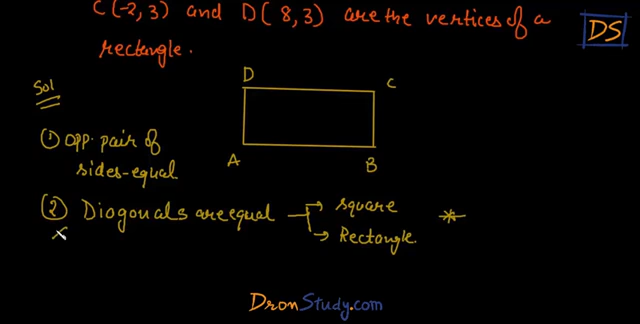 C(-2, 3) and D( 8, 3) are the vertices of a
rectangle.
DS
Sol
D
C
A
B
① opp. pair of
sides-equal
② Diogonals are equal → square
→ Rectangle.
DronStudy.com